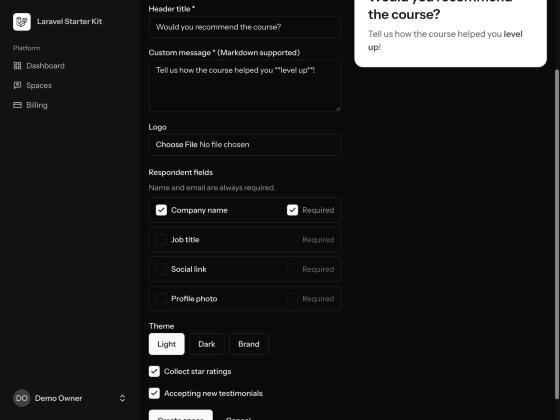 Laravel Starter Kit
Platform
Dashboard
Spaces
Billing
DO Demo Owner
Header title *
Would you recommend the course?
Custom message * (Markdown supported)
Tell us how the course helped you **level up**!
Logo
Choose File No file chosen
Respondent fields
Name and email are always required.
Company name Required
Job title Required
Social link Required
Profile photo Required
Theme
Light Dark Brand
Collect star ratings
Accepting new testimonials
Create space Cancel
Would you recommend
the course?
Tell us how the course helped you level
up!